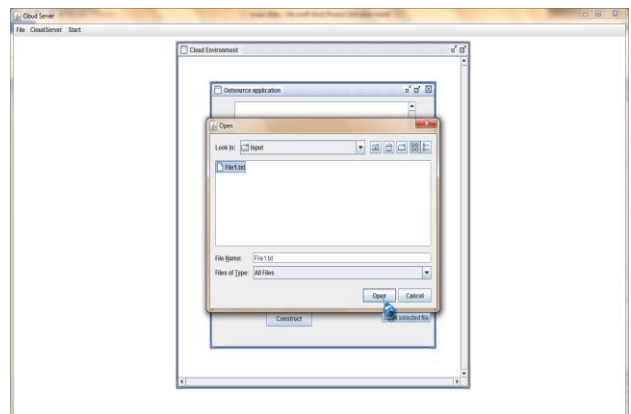 Cloud Server
File CloudServer Start
Cloud Environment
Outsource application
Open
Look In: Input
File1.txt
File Name: File1.txt
Files of Type: All Files
Open Cancel
Construct selected file